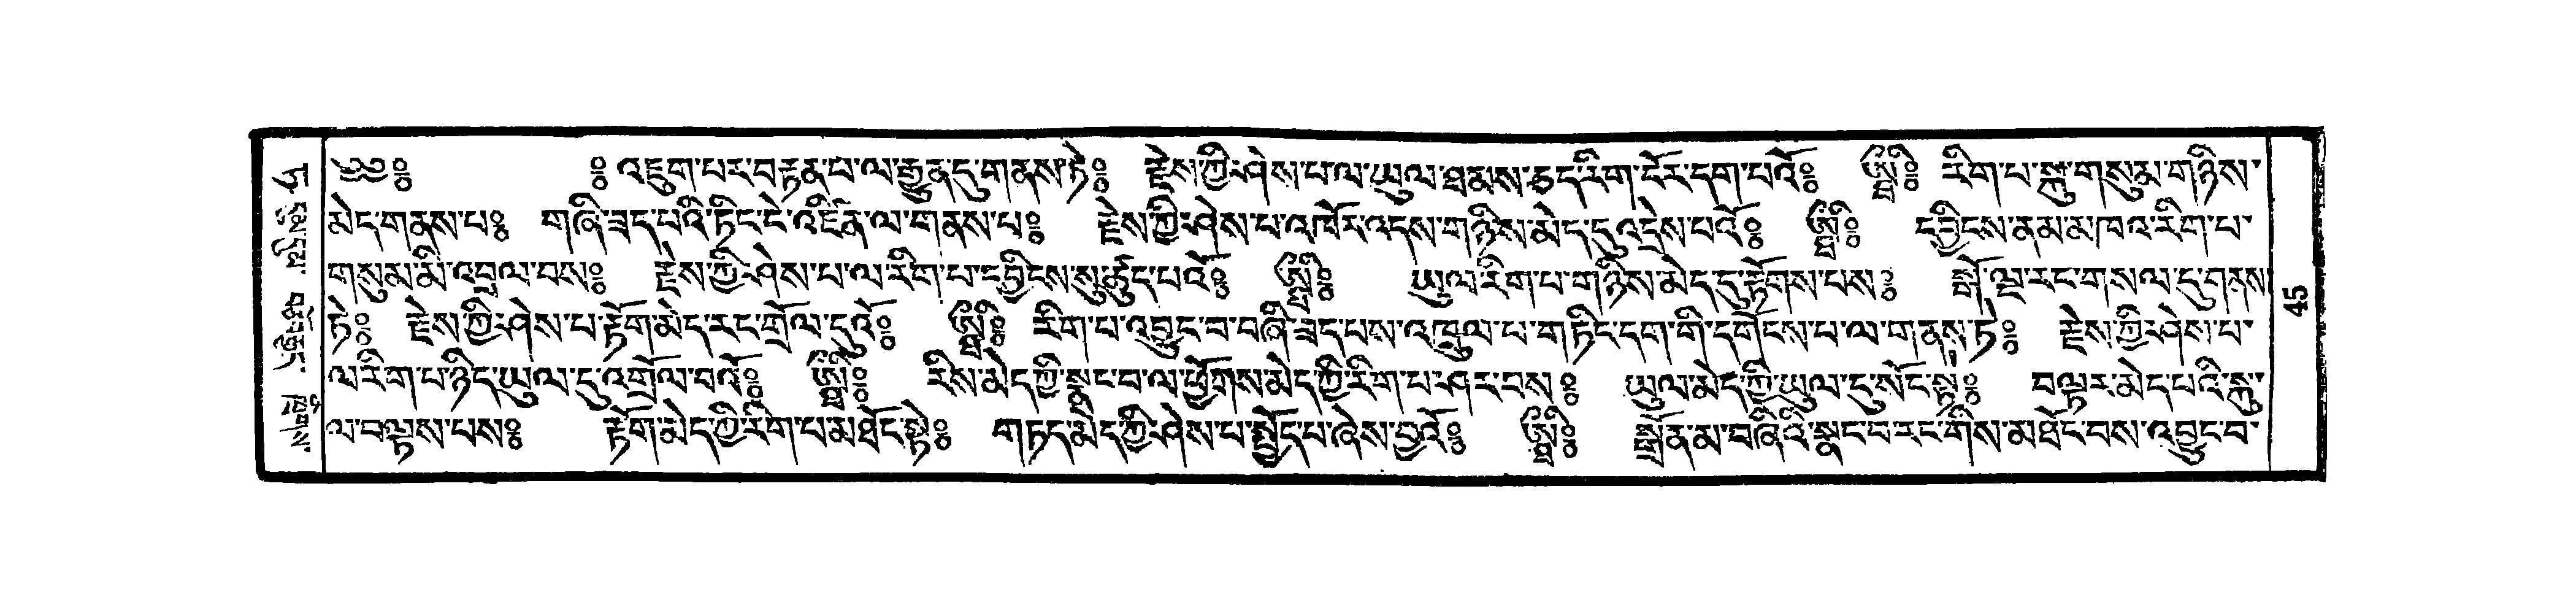 ༄༅༔ ༔ འཇུག་པར་བརྟན་པ་ལ་རྒྱུན་དུ་གནས་ཏེ༔ རྗེས་ཀྱི་ཤེས་པ་ལ་ཡུལ་ཐམས་ཅད་རིག་ངོར་དག་པའོ༔ རིག་པ་སྐུ་གསུམ་གཉིས་
མེད་གནས་པ༔ གཞི་ཟད་པའི་ཏིང་ངེ་འཛིན་ལ་གནས་པ༔ རྗེས་ཀྱི་ཤེས་པ་འཁོར་འདས་གཉིས་མེད་དུ་འདྲེས་པའོ༔ དབྱིངས་ནམ་མཁའ་རིག་པ་
གསུམ་མི་འབྲལ་བས༔ རྗེས་ཀྱི་ཤེས་པ་ལ་རིག་པ་དབྱིངས་སུ་ཚུད་པའོ༔ ཡུལ་རིག་པ་གཉིས་མེད་དུ་རྟོགས་པས༔ སྒོ་ལྔ་རང་གསལ་དུ་གནས་
ཏེ༔ རྗེས་ཀྱི་ཤེས་པ་རྟོག་མེད་རང་གྲོལ་དུའོ༔ རིག་པ་འབྱུང་བ་བཞི་ཟད་པས་འཁྲུལ་པ་གཏིང་དག་གི་དགོངས་པ་ལ་གནས་ཏེ༔ རྗེས་ཀྱི་ཤེས་པ་
ལ་རིག་པ་ཉིད་ཡུལ་དུ་འགྲོལ་བའོ༔ རིས་མེད་ཀྱི་སྣང་བ་ལ་ཕྱོགས་མེད་ཀྱི་རིག་པ་ཤར་བས༔ ཡུལ་མེད་ཀྱི་ཡུལ་དུ་སོང་སྟེ༔ བལྟར་མེད་པའི་སྐུ་
ལ་བལྟས་པས༔ རྟོག་མེད་ཀྱི་རིག་པ་མཐོང་སྟེ༔ གཏད་མེད་ཀྱི་ཤེས་པ་སྤྱོད་པ་ཞེས་བྱའོ༔ སྒྲོན་མ་བཞིའི་སྣང་བ་རང་གིས་མཐོང་བས་འབྱུང་བ་